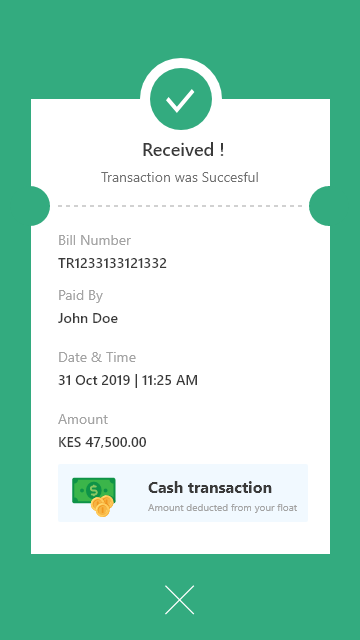 Received !
Transaction was Succesful
Bill Number
TR1233133121332
Paid By
John Doe
Date & Time
31 Oct 2019 | 11:25 AM
Amount
KES 47,500.00
$
Cash transaction
Amount deducted from your float